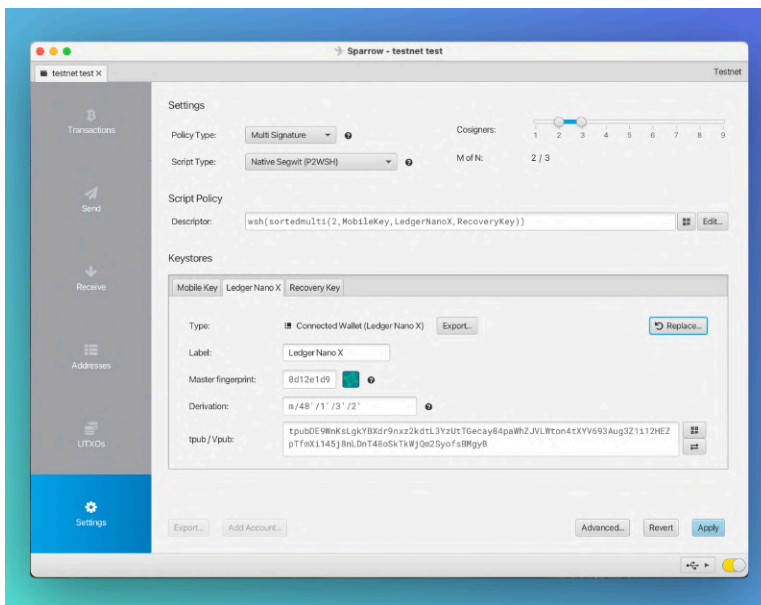 Sparrow - testnet test
testnet test X
Testnet
Transactions
Send
Receive
Addresses
UTXOs
Settings
Settings
Policy Type: Multi Signature
Cosigners: 1 2 3 4 5 6 7 8 9
Script Type: Native Segwit (P2WSH)
M of N: 2 / 3
Script Policy
Descriptor: wsh(sortedmulti(2,MobileKey,LedgerNanoX,RecoveryKey)) Edit...
Keystores
Mobile Key Ledger Nano X Recovery Key
Type: Connected Wallet (Ledger Nano X) Export... Replace...
Label: Ledger Nano X
Master fingerprint: 0d12e1d9
Derivation: m/48'/1'/3'/2'
tpub / Vpub:
tpubDE9WnKsLgkYBXdr9nxz2kdtL3YzUtTGecay84paWhZJVLWton4tXYV693Aug3Z1i12HEZ
pTfmXi145j8nLDnT48oSkTkWjQm2SyofsBMgyB
Export... Add Account... Advanced... Revert Apply